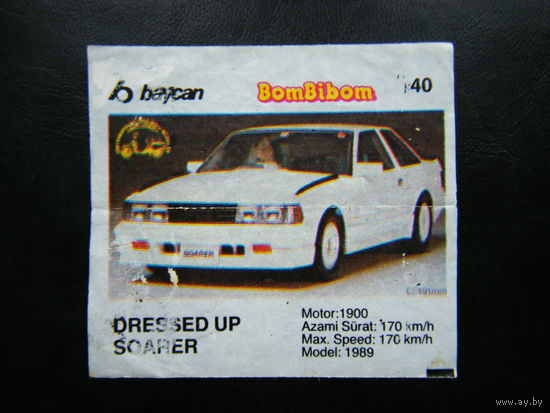 baycan
BomBibom
40
SOARER
DRESSED UP
SOARER
Motor:1900
Azami Sürat: 170 km/h
Max. Speed: 170 km/h
Model: 1989
www.ay.by